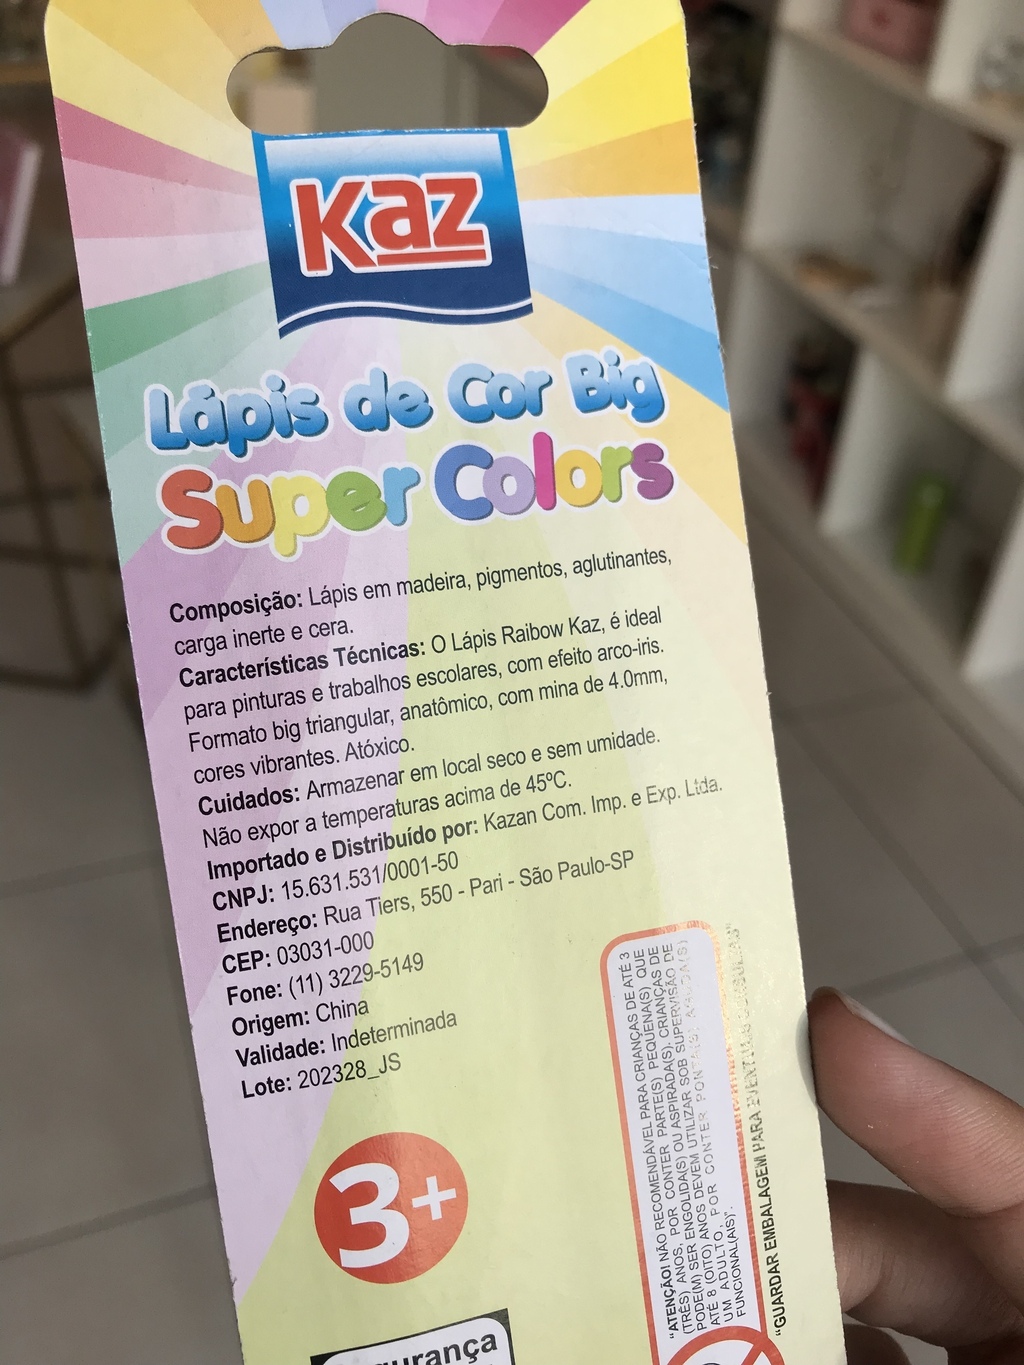 Kaz
Lápis de Cor Big
Super Colors
Composição: Lápis em madeira, pigmentos, aglutinantes,
carga inerte e cera.
Características Técnicas: O Lápis Raibow Kaz, é ideal
para pinturas e trabalhos escolares, com efeito arco-iris.
Formato big triangular, anatômico, com mina de 4.0mm,
cores vibrantes. Atóxico.
Cuidados: Armazenar em local seco e sem umidade.
Não expor a temperaturas acima de 45ºC.
Importado e Distribuído por: Kazan Com. Imp. e Exp. Ltda.
CNPJ: 15.631.531/0001-50
Endereço: Rua Tiers, 550 - Pari - São Paulo-SP
CEP: 03031-000
Fone: (11) 3229-5149
Origem: China
Validade: Indeterminada
Lote: 202328_JS
3+
"ATENÇÃO! NÃO RECOMENDÁVEL PARA CRIANÇAS DE ATÉ 3
(TRÊS) ANOS, POR CONTER PARTE(S) PEQUENA(S) QUE
PODE(M) SER ENGOLIDA(S) OU ASPIRADA(S), CRIANÇAS DE
ATÉ 8 (OITO) ANOS DEVEM UTILIZAR SOB SUPERVISÃO DE
UM ADULTO, POR CONTER PONTA(S) AGUDA(S)
FUNCIONAL(AIS)".
"GUARDAR EMBALAGEM PARA EVENTUAIS CONSULTAS"
urança